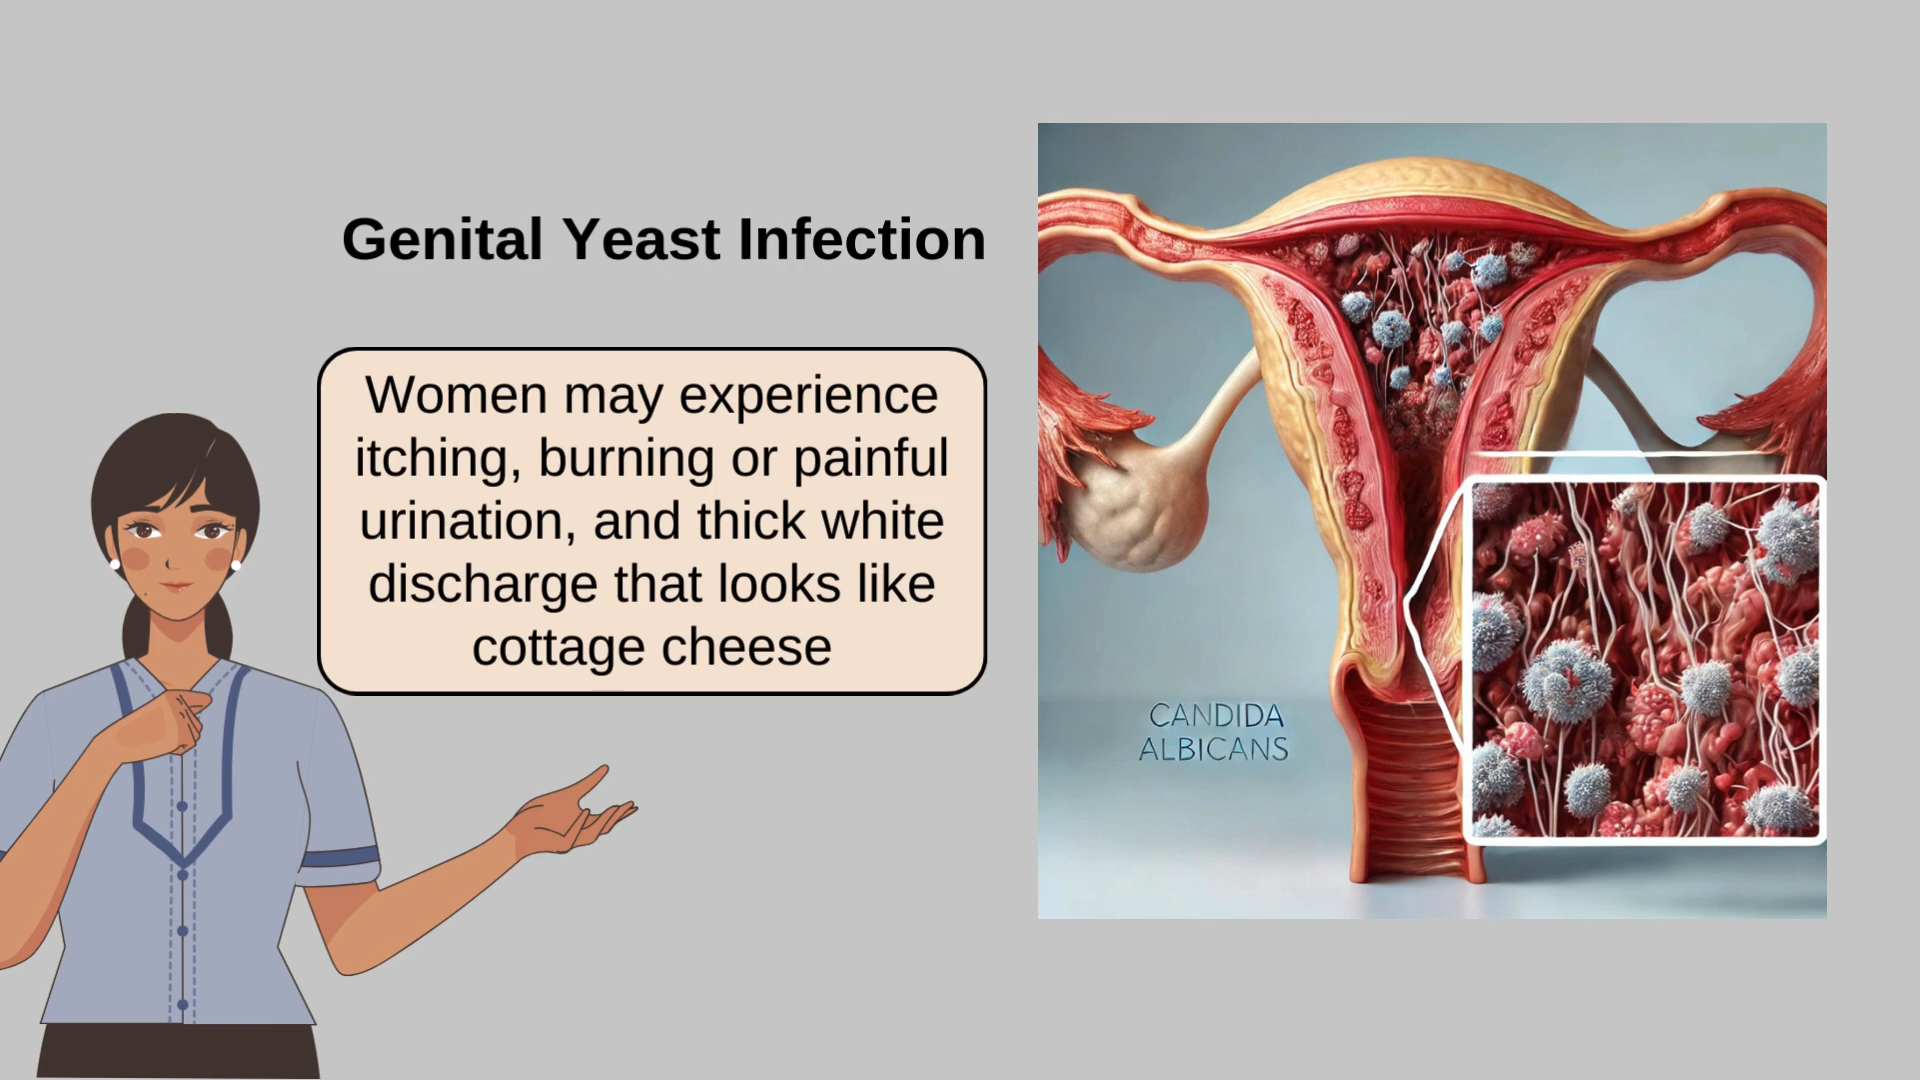 Genital Yeast Infection
Women may experience
itching, burning or painful
urination, and thick white
discharge that looks like
cottage cheese
CANDIDA
ALBICANS